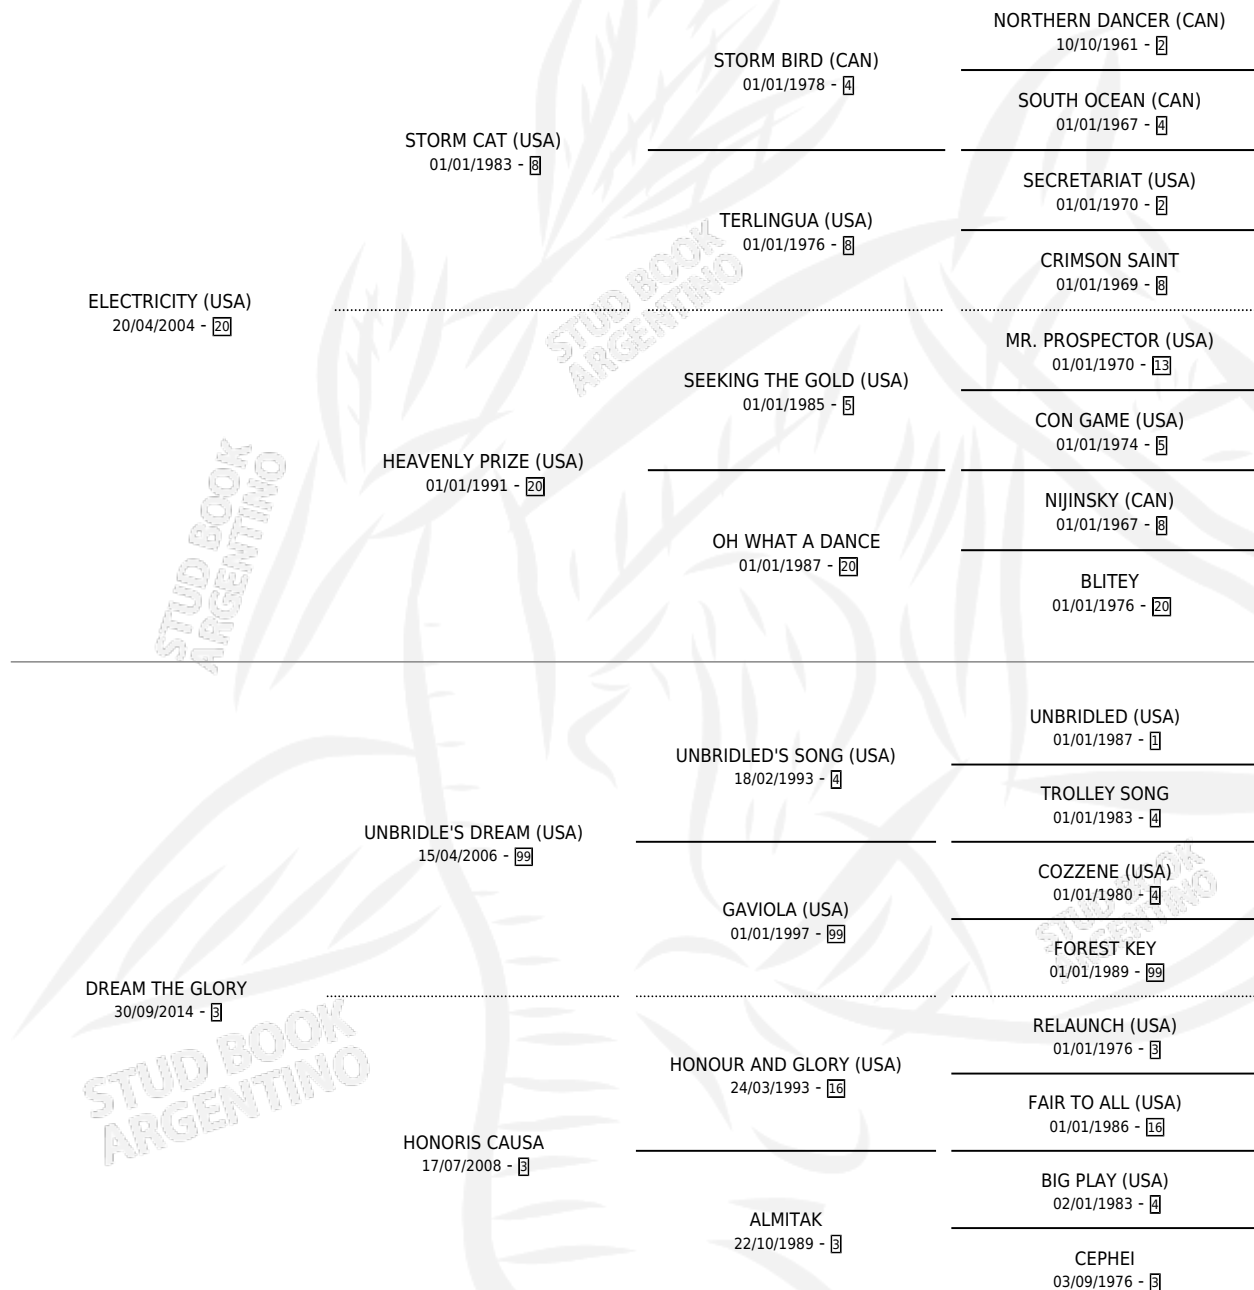 NORTHERN DANCER (CAN)
10/10/1961 - 2
STORM BIRD (CAN)
01/01/1978 - 4
SOUTH OCEAN (CAN)
01/01/1967 - 4
STORM CAT (USA)
01/01/1983 - 8
SECRETARIAT (USA)
01/01/1970 - 2
TERLINGUA (USA)
01/01/1976 - 8
CRIMSON SAINT
01/01/1969 - 8
ELECTRICITY (USA)
20/04/2004 - 20
MR. PROSPECTOR (USA)
01/01/1970 - 13
SEEKING THE GOLD (USA)
01/01/1985 - 5
CON GAME (USA)
01/01/1974 - 5
HEAVENLY PRIZE (USA)
01/01/1991 - 20
NIJINSKY (CAN)
01/01/1967 - 8
OH WHAT A DANCE
01/01/1987 - 20
BLITEY
01/01/1976 - 20
UNBRIDLED (USA)
01/01/1987 - 1
UNBRIDLED'S SONG (USA)
18/02/1993 - 4
TROLLEY SONG
01/01/1983 - 4
UNBRIDLE'S DREAM (USA)
15/04/2006 - 99
COZZENE (USA)
01/01/1980 - 4
GAVIOLA (USA)
01/01/1997 - 99
FOREST KEY
01/01/1989 - 99
DREAM THE GLORY
30/09/2014 - 3
RELAUNCH (USA)
01/01/1976 - 3
HONOUR AND GLORY (USA)
24/03/1993 - 16
FAIR TO ALL (USA)
01/01/1986 - 16
HONORIS CAUSA
17/07/2008 - 3
BIG PLAY (USA)
02/01/1983 - 4
ALMITAK
22/10/1989 - 3
CEPHEI
03/09/1976 - 3
STUD BOOK
ARGENTINO
STUD BOOK
ARGENTINO
STUD BOOK
ARGENTINO
STUD BOOK
ARGENTINO